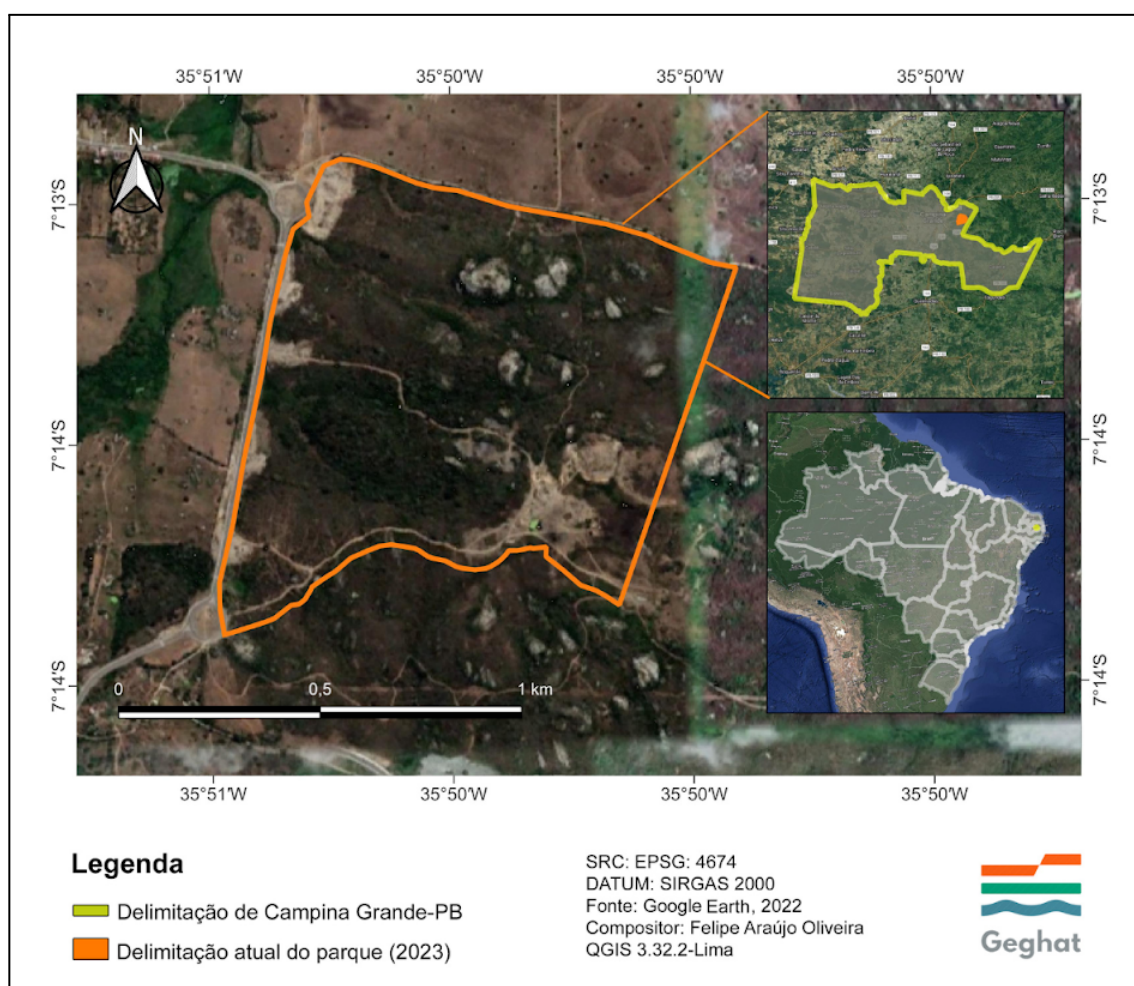 35°51'W 35°50'W 35°50'W 35°50'W
N
7°13'S 7°13'S
7°14'S 7°14'S
7°14'S 7°14'S
0 0,5 1 km
35°51'W 35°50'W 35°50'W 35°50'W
Legenda
Delimitação de Campina Grande-PB
Delimitação atual do parque (2023)
SRC: EPSG: 4674
DATUM: SIRGAS 2000
Fonte: Google Earth, 2022
Compositor: Felipe Araújo Oliveira
QGIS 3.32.2-Lima
Geghat